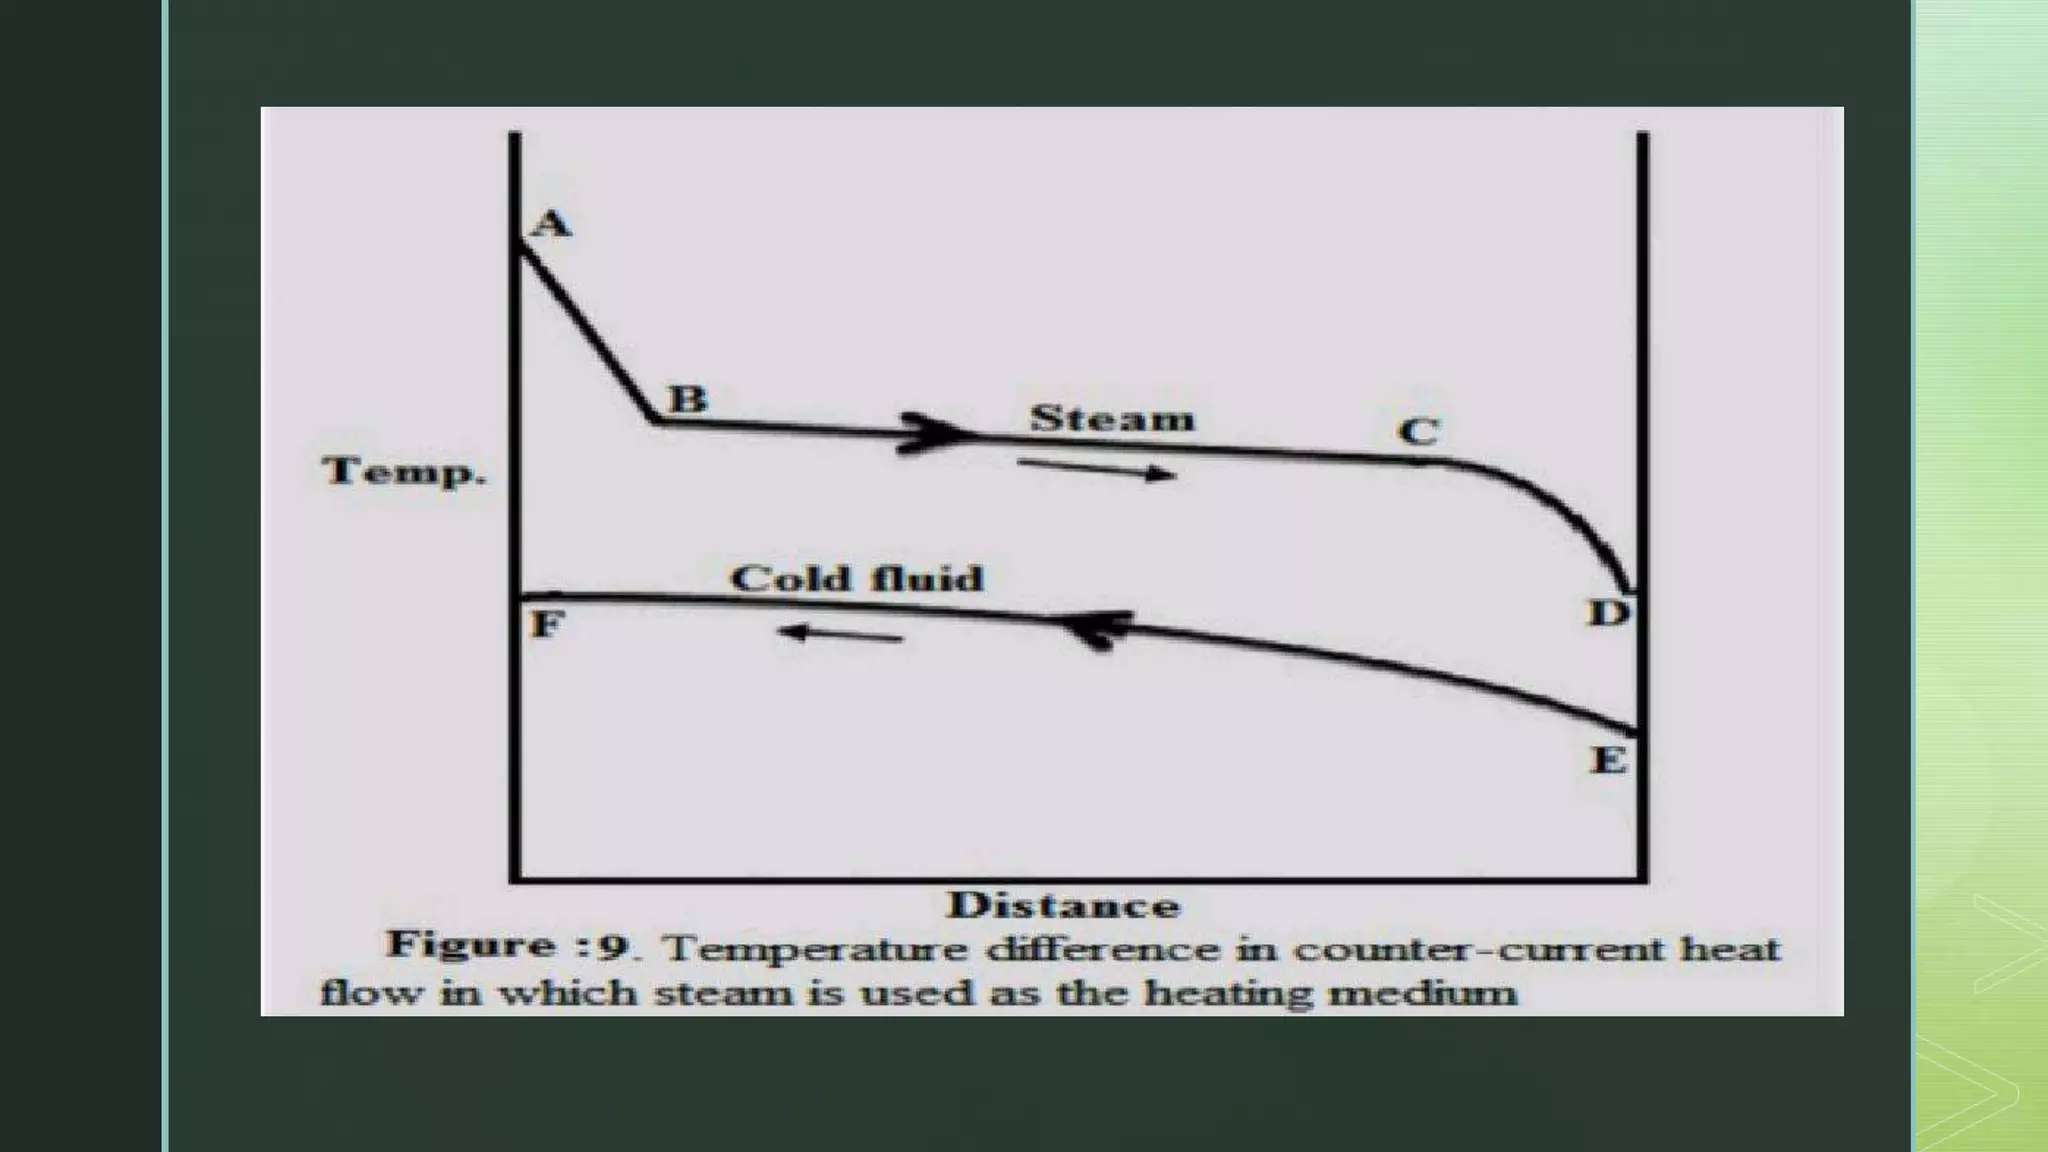 A
B
Steam
C
Temp.
Cold fluid
F
D
E
Distance
Figure :9. Temperature difference in counter-current heat
flow in which steam is used as the heating medium